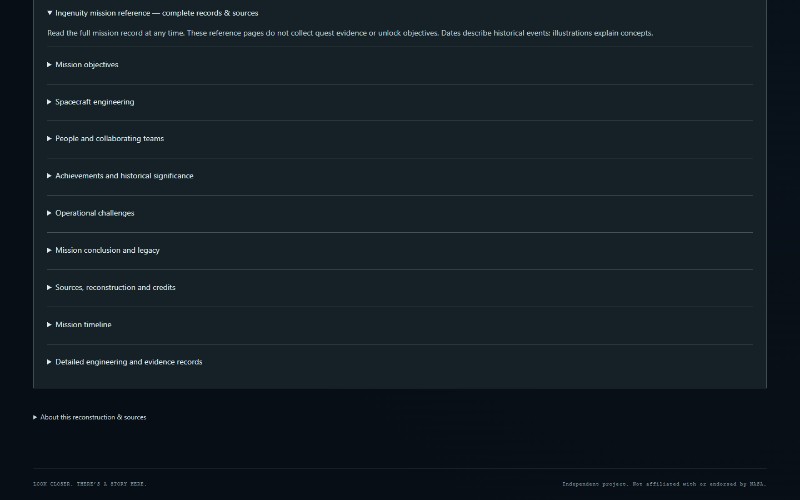 ▼ Ingenuity mission reference — complete records & sources
Read the full mission record at any time. These reference pages do not collect quest evidence or unlock objectives. Dates describe historical events; illustrations explain concepts.
▶ Mission objectives
▶ Spacecraft engineering
▶ People and collaborating teams
▶ Achievements and historical significance
▶ Operational challenges
▶ Mission conclusion and legacy
▶ Sources, reconstruction and credits
▶ Mission timeline
▶ Detailed engineering and evidence records
▶ About this reconstruction & sources
LOOK CLOSER. THERE'S A STORY HERE.
Independent project. Not affiliated with or endorsed by NASA.